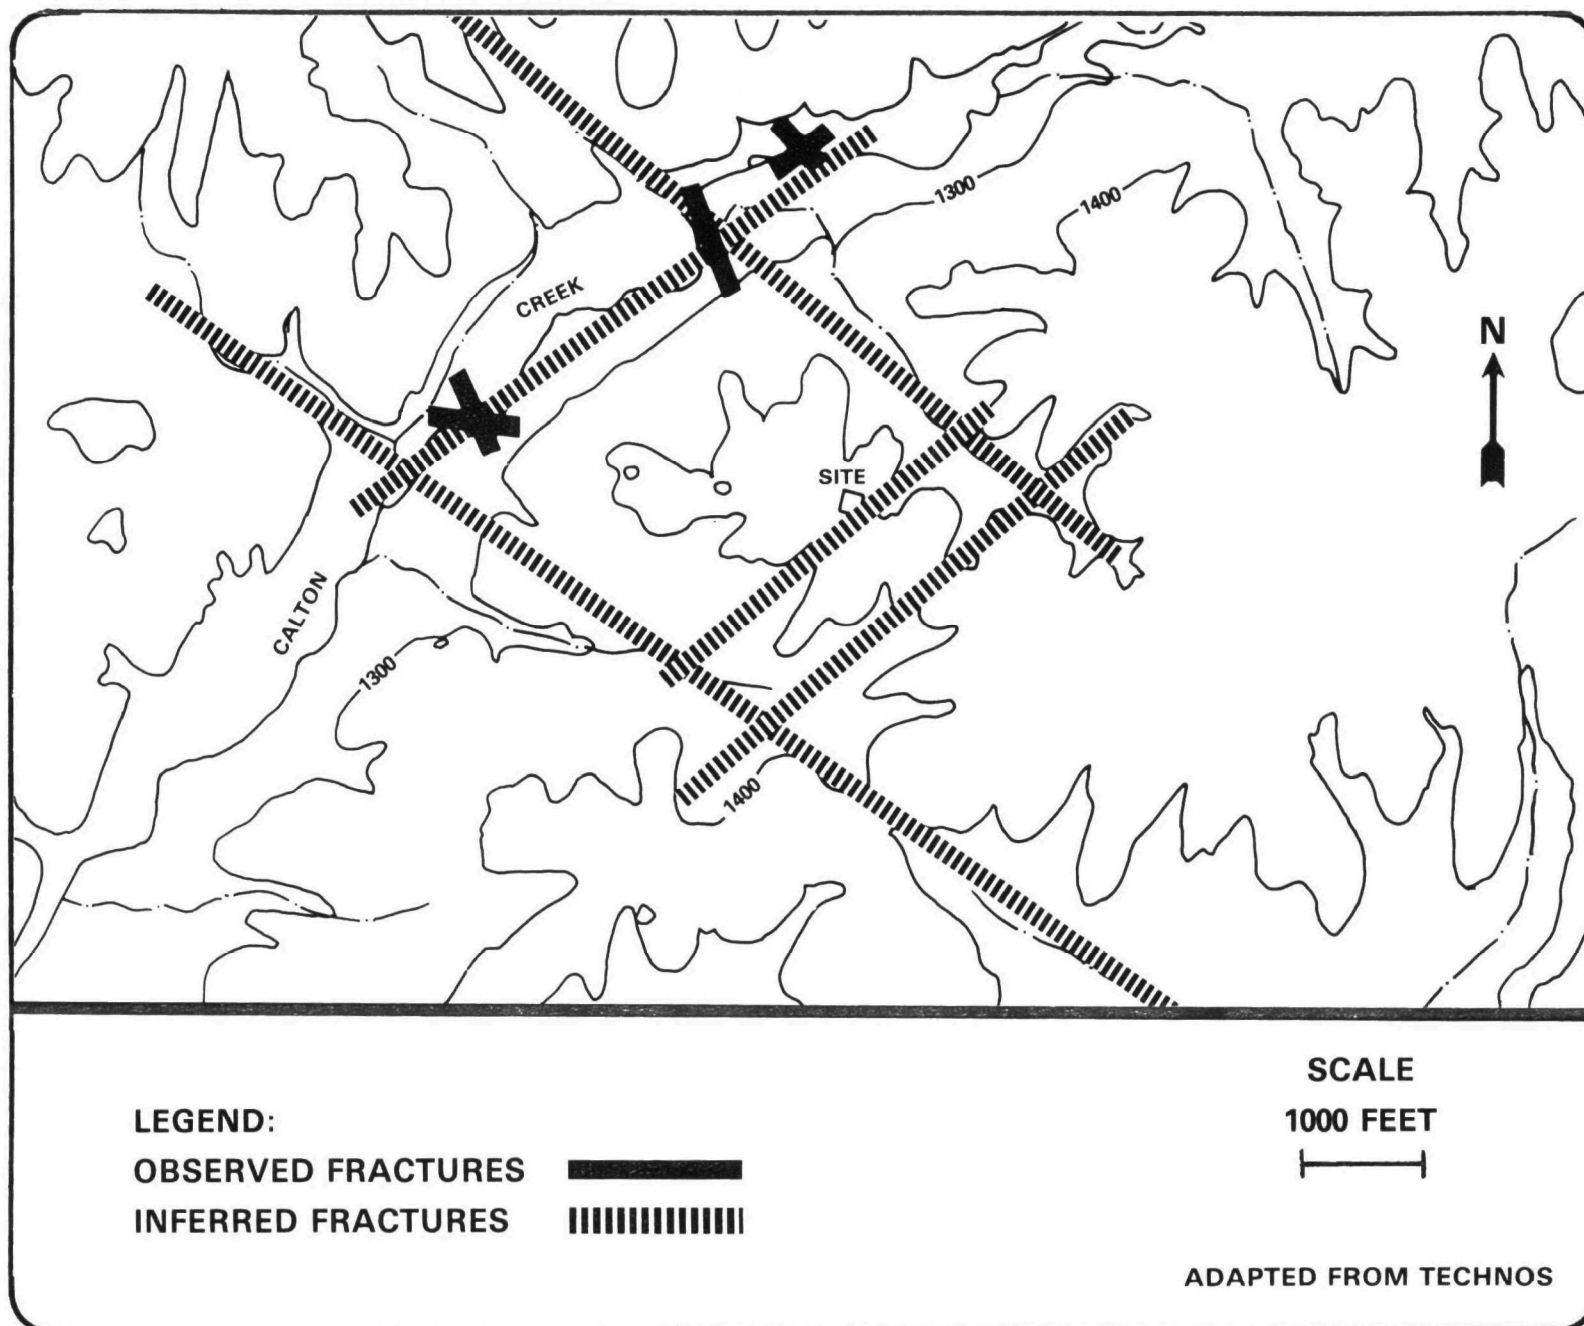 1300
1400
CREEK
N
SITE
CALTON
1300
1400
SCALE
1000 FEET
LEGEND:
OBSERVED FRACTURES
INFERRED FRACTURES
ADAPTED FROM TECHNOS